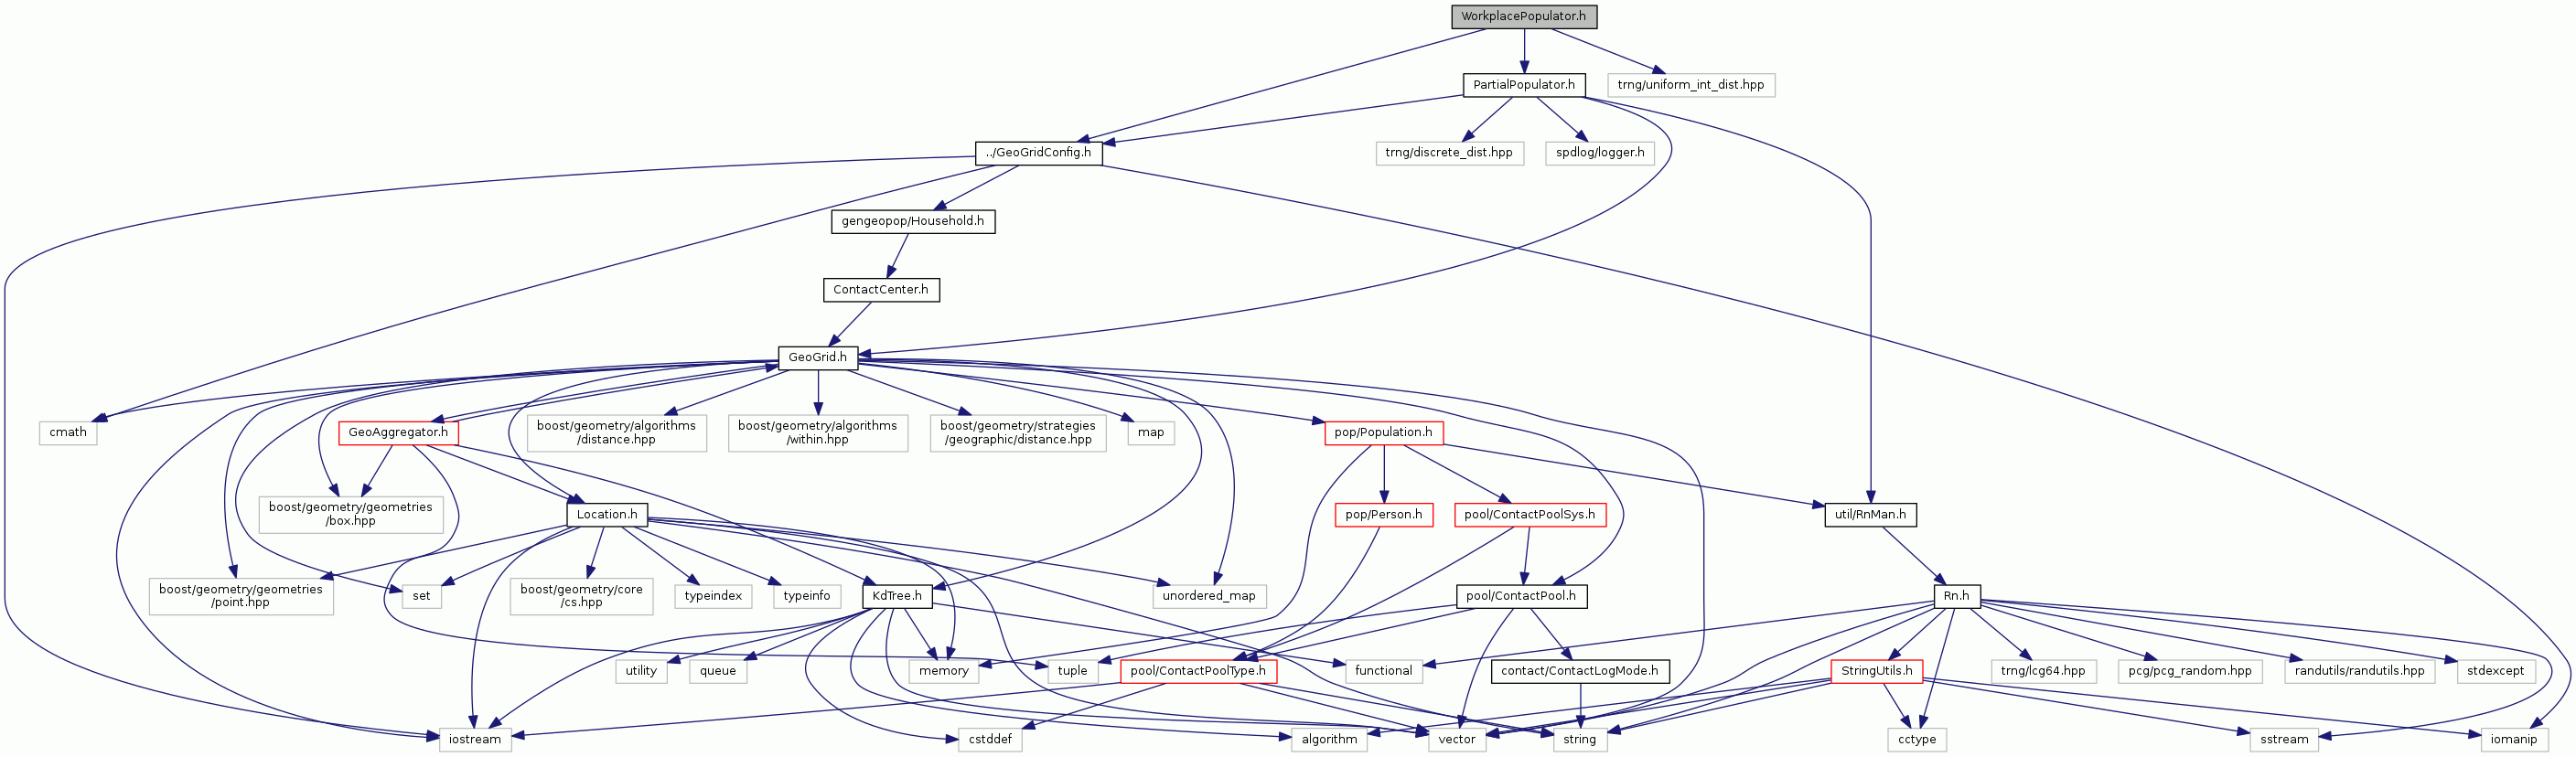 WorkplacePopulator.h
PartialPopulator.h
trng/uniform_int_dist.hpp
../GeoGridConfig.h
trng/discrete_dist.hpp
spdlog/logger.h
gengeopop/Household.h
ContactCenter.h
GeoGrid.h
cmath
GeoAggregator.h
boost/geometry/algorithms
/distance.hpp
boost/geometry/algorithms
/within.hpp
boost/geometry/strategies
/geographic/distance.hpp
map
pop/Population.h
boost/geometry/geometries
/box.hpp
Location.h
pop/Person.h
pool/ContactPoolSys.h
util/RnMan.h
boost/geometry/geometries
/point.hpp
set
boost/geometry/core
/cs.hpp
typeindex
typeinfo
KdTree.h
unordered_map
pool/ContactPool.h
Rn.h
utility
queue
memory
tuple
pool/ContactPoolType.h
functional
contact/ContactLogMode.h
StringUtils.h
trng/lcg64.hpp
pcg/pcg_random.hpp
randutils/randutils.hpp
stdexcept
iostream
cstddef
algorithm
vector
string
cctype
sstream
iomanip